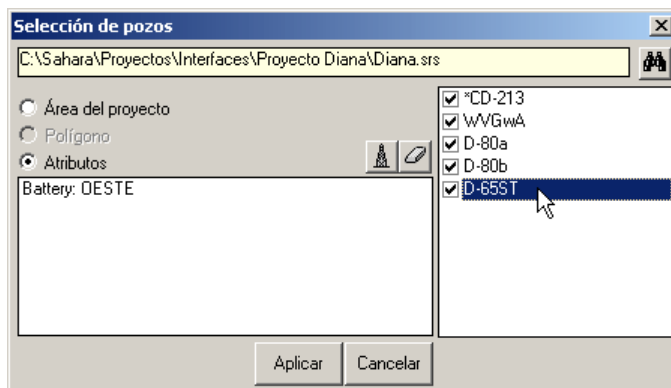 Selección de pozos
C:\Sahara\Proyectos\Interfaces\Proyecto Diana\Diana.srs
Área del proyecto
Polígono
Atributos
Battery: OESTE
*CD-213
WVGwA
D-80a
D-80b
D-65ST
Aplicar
Cancelar